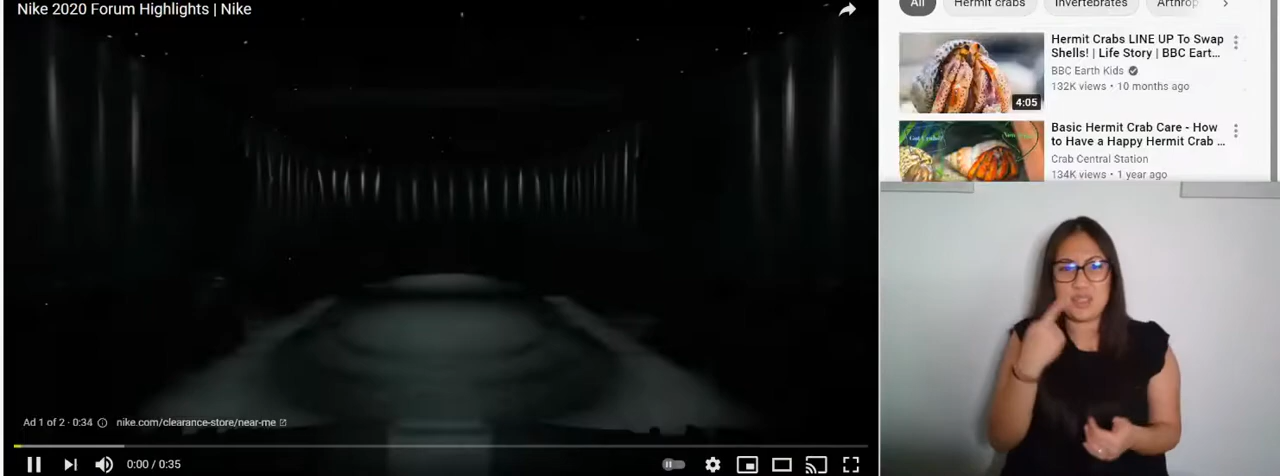 Nike 2020 Forum Highlights | Nike
Ad 1 of 2 · 0:34
nike.com/clearance-store/near-me
0:00 / 0:35
All
Hermit crabs
Invertebrates
Arthrop
Hermit Crabs LINE UP To Swap
Shells! | Life Story | BBC Eart...
BBC Earth Kids
132K views • 10 months ago
4:05
Basic Hermit Crab Care - How
to Have a Happy Hermit Crab ...
Crab Central Station
134K views • 1 year ago